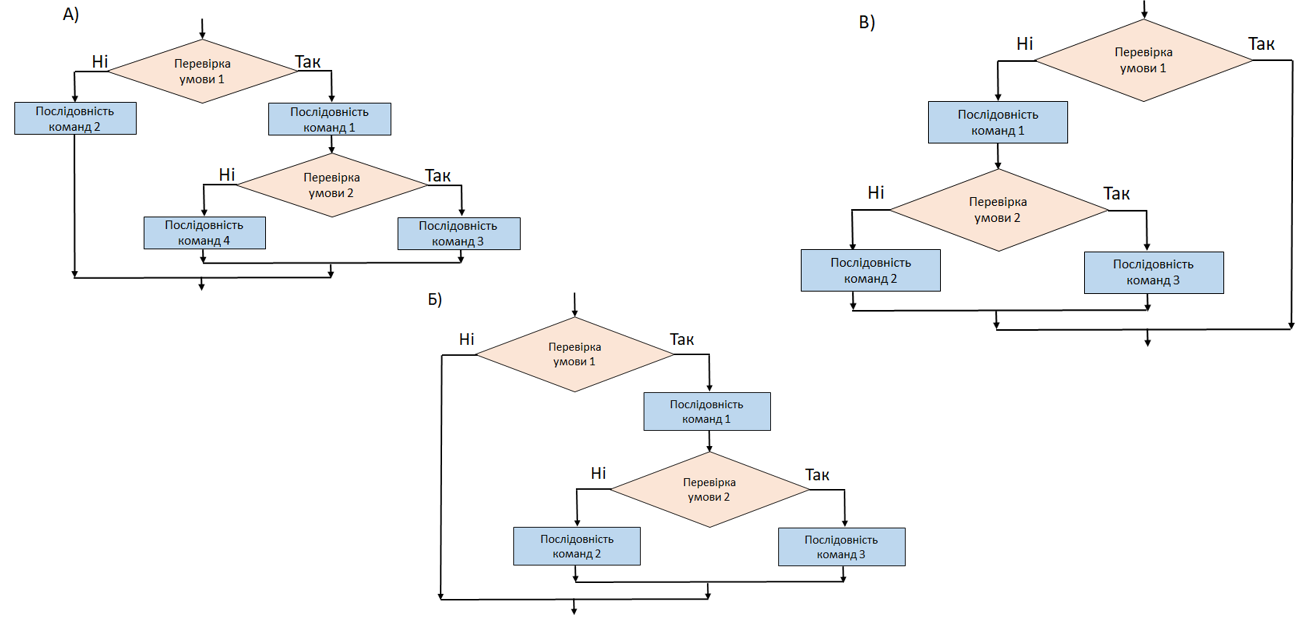 А)
Ні
Так
Перевірка
умови 1
Послідовність
команд 2
Послідовність
команд 1
Ні
Так
Перевірка
умови 2
Послідовність
команд 4
Послідовність
команд 3
Б)
Ні
Так
Перевірка
умови 1
Послідовність
команд 1
Ні
Так
Перевірка
умови 2
Послідовність
команд 2
Послідовність
команд 3
В)
Ні
Так
Перевірка
умови 1
Послідовність
команд 1
Ні
Так
Перевірка
умови 2
Послідовність
команд 2
Послідовність
команд 3